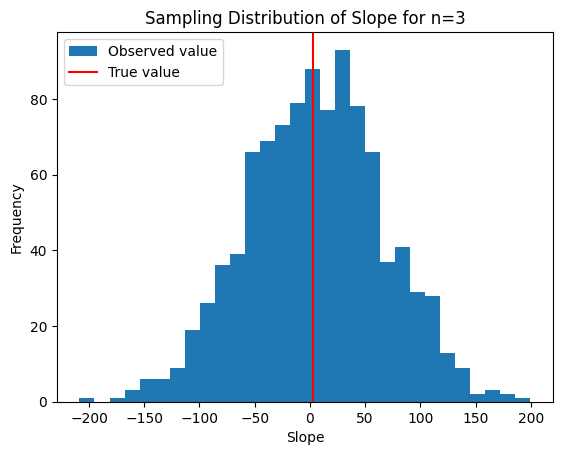 Sampling Distribution of Slope for n=3
Observed value
True value
Frequency
80
60
40
20
0
−200
−150
−100
−50
0
50
100
150
200
Slope